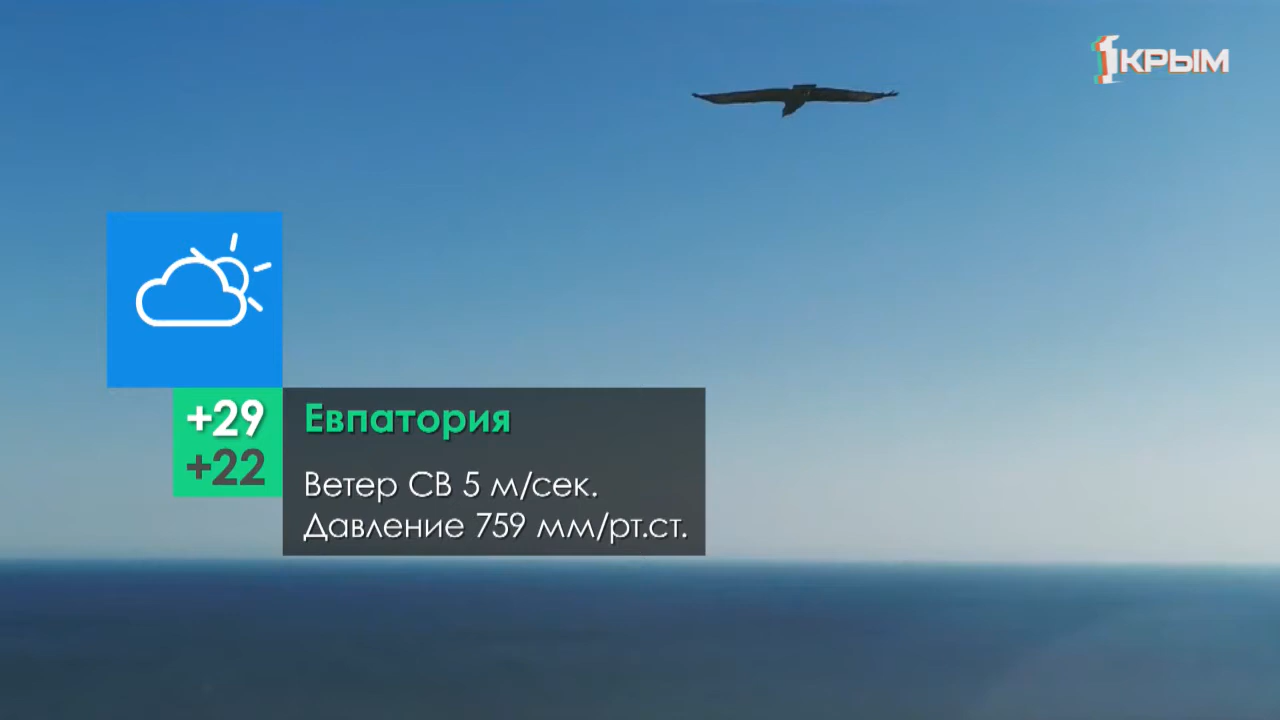 1КРЫМ
+29
+22
Евпатория
Ветер СВ 5 м/сек.
Давление 759 мм/рт.ст.